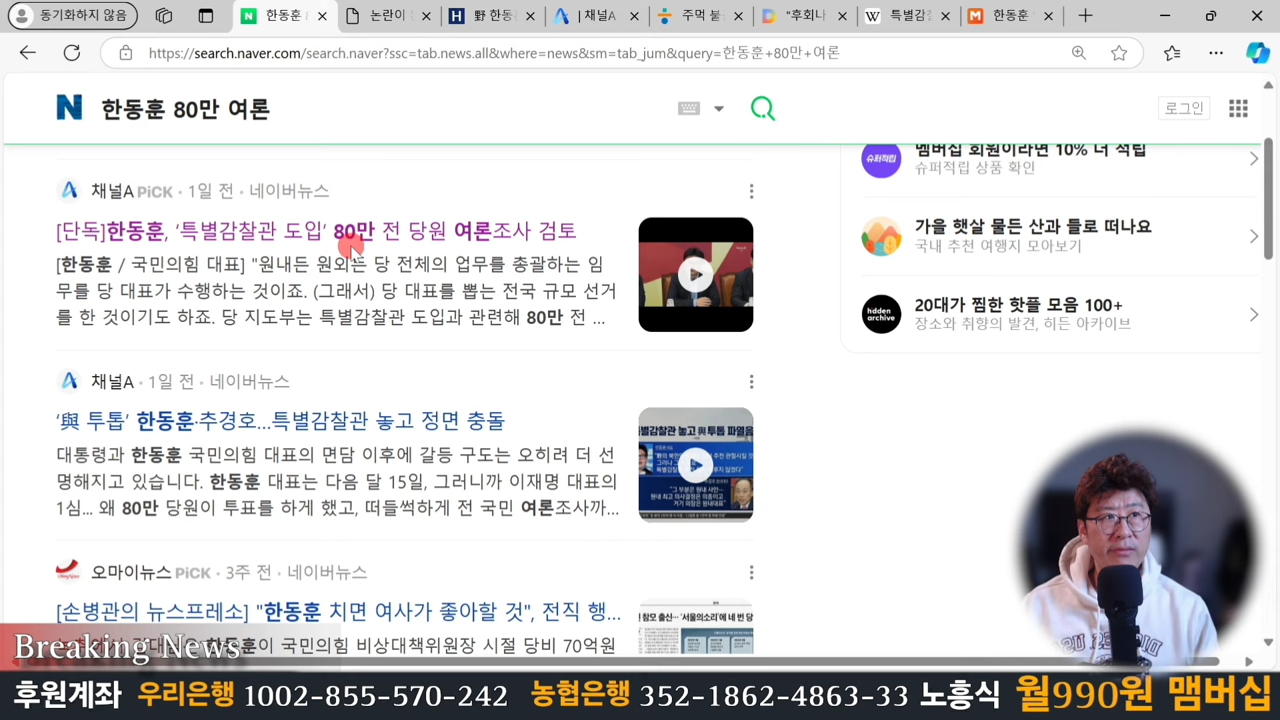 동기화하지 않음
한동훈
논란이
野 한동
| 채널A
주먹 불
"후회나
특별감
한동훈
https://search.naver.com/search.naver?ssc=tab.news.all&where=news&sm=tab_jum&query=한동훈+80만+여론
한동훈 80만 여론
로그인
채널A PiCK · 1일 전 · 네이버뉴스
[단독]한동훈, ‘특별감찰관 도입’ 80만 전 당원 여론조사 검토
[한동훈 / 국민의힘 대표] "원내든 원외든 당 전체의 업무를 총괄하는 임
무를 당 대표가 수행하는 것이죠. (그래서) 당 대표를 뽑는 전국 규모 선거
를 한 것이기도 하죠. 당 지도부는 특별감찰관 도입과 관련해 80만 전 ...
채널A · 1일 전 · 네이버뉴스
‘與 투톱’ 한동훈·추경호…특별감찰관 놓고 정면 충돌
대통령과 한동훈 국민의힘 대표의 면담 이후에 갈등 구도는 오히려 더 선
명해지고 있습니다. 한동훈 대표는 다음 달 15일, 그러니까 이재명 대표의
1심... 왜 80만 당원이 투표를 하게 했고, 떠들썩하게 전 국민 여론조사까...
오마이뉴스 PiCK · 3주 전 · 네이버뉴스
[손병관의 뉴스프레소] "한동훈 치면 여사가 좋아할 것", 전직 행...
한동훈이 국민의힘 비상대책위원장 시절 당비 70억원
슈퍼적립
멤버십 회원이라면 10% 더 적립
슈퍼적립 상품 확인
가을 햇살 물든 산과 들로 떠나요
국내 추천 여행지 모아보기
hdden
archive
20대가 찜한 핫플 모음 100+
장소와 취향의 발견, 히든 아카이브
별감찰관 놓고 與 투톱 파열음
Breaking News
후원계좌 우리은행 1002-855-570-242 농협은행 352-1862-4863-33 노흥식 월990원 맴버십